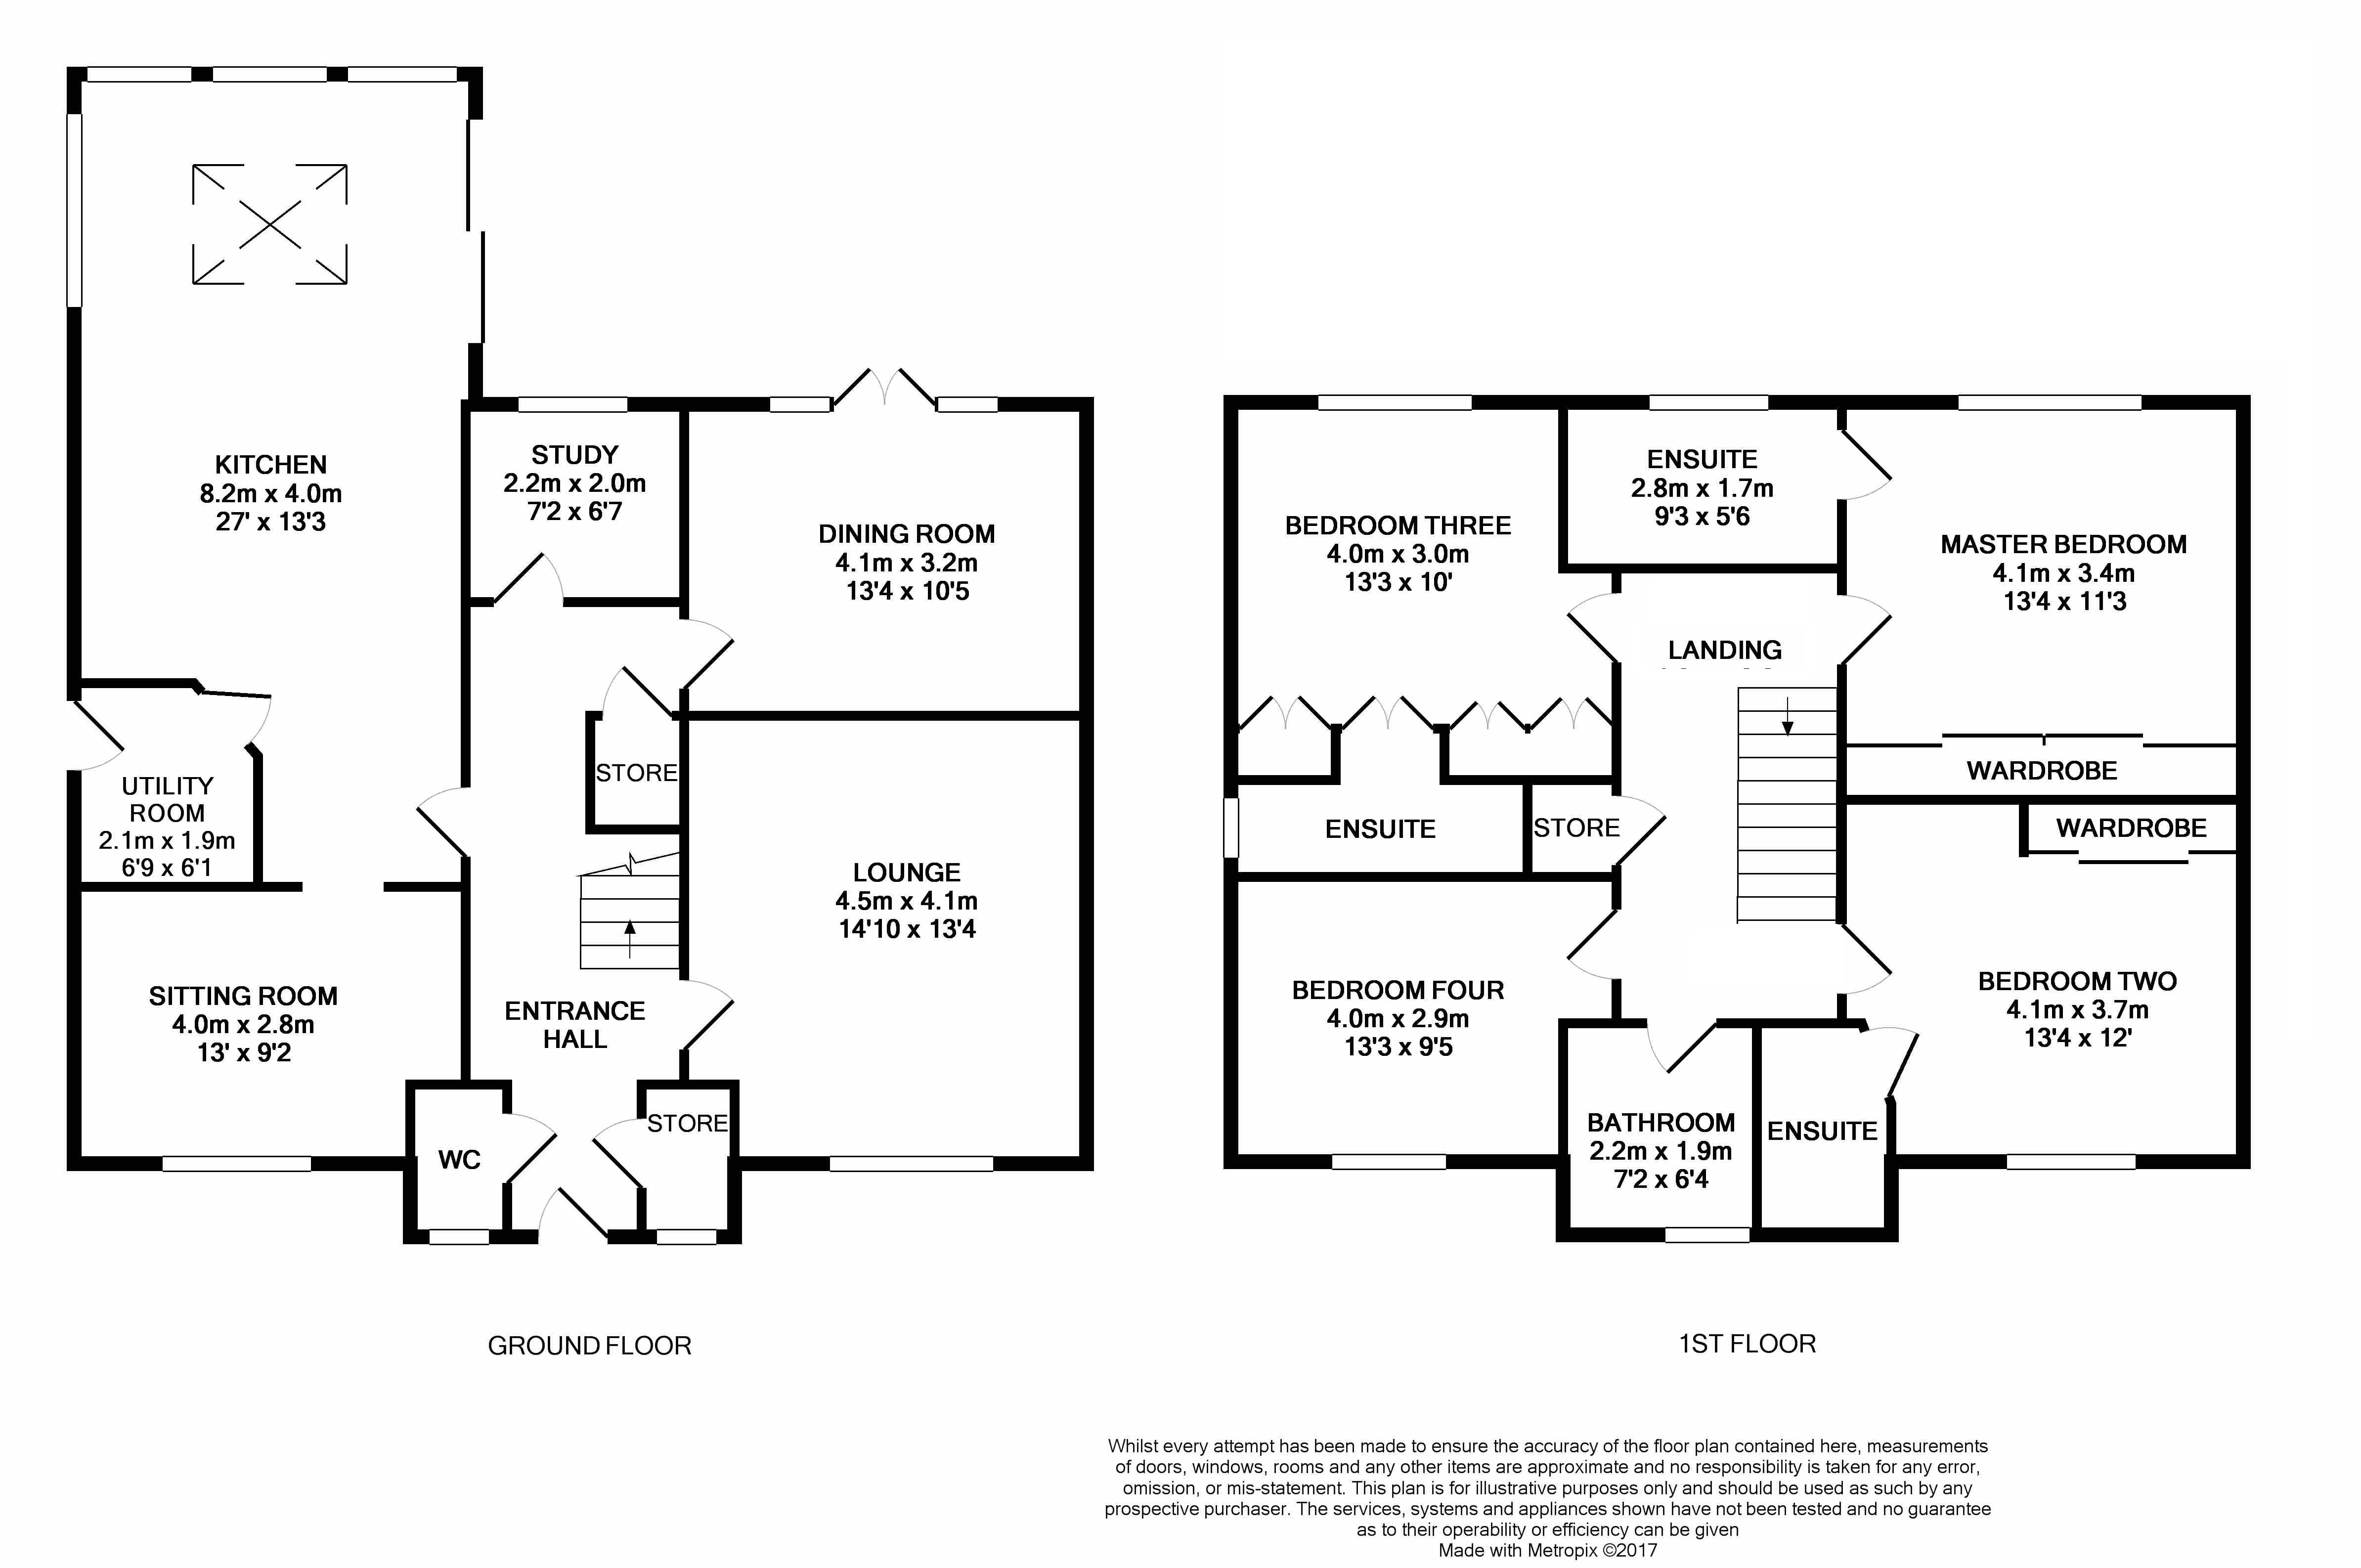 KITCHEN
8.2m x 4.0m
27' x 13'3
STUDY
2.2m x 2.0m
7'2 x 6'7
DINING ROOM
4.1m x 3.2m
13'4 x 10'5
UTILITY
ROOM
2.1m x 1.9m
6'9 x 6'1
STORE
LOUNGE
4.5m x 4.1m
14'10 x 13'4
SITTING ROOM
4.0m x 2.8m
13' x 9'2
ENTRANCE
HALL
WC
STORE
GROUND FLOOR
BEDROOM THREE
4.0m x 3.0m
13'3 x 10'
ENSUITE
2.8m x 1.7m
9'3 x 5'6
MASTER BEDROOM
4.1m x 3.4m
13'4 x 11'3
LANDING
WARDROBE
ENSUITE
STORE
WARDROBE
BEDROOM FOUR
4.0m x 2.9m
13'3 x 9'5
BEDROOM TWO
4.1m x 3.7m
13'4 x 12'
BATHROOM
2.2m x 1.9m
7'2 x 6'4
ENSUITE
1ST FLOOR
Whilst every attempt has been made to ensure the accuracy of the floor plan contained here, measurements
of doors, windows, rooms and any other items are approximate and no responsibility is taken for any error,
omission, or mis-statement. This plan is for illustrative purposes only and should be used as such by any
prospective purchaser. The services, systems and appliances shown have not been tested and no guarantee
as to their operability or efficiency can be given
Made with Metropix ©2017